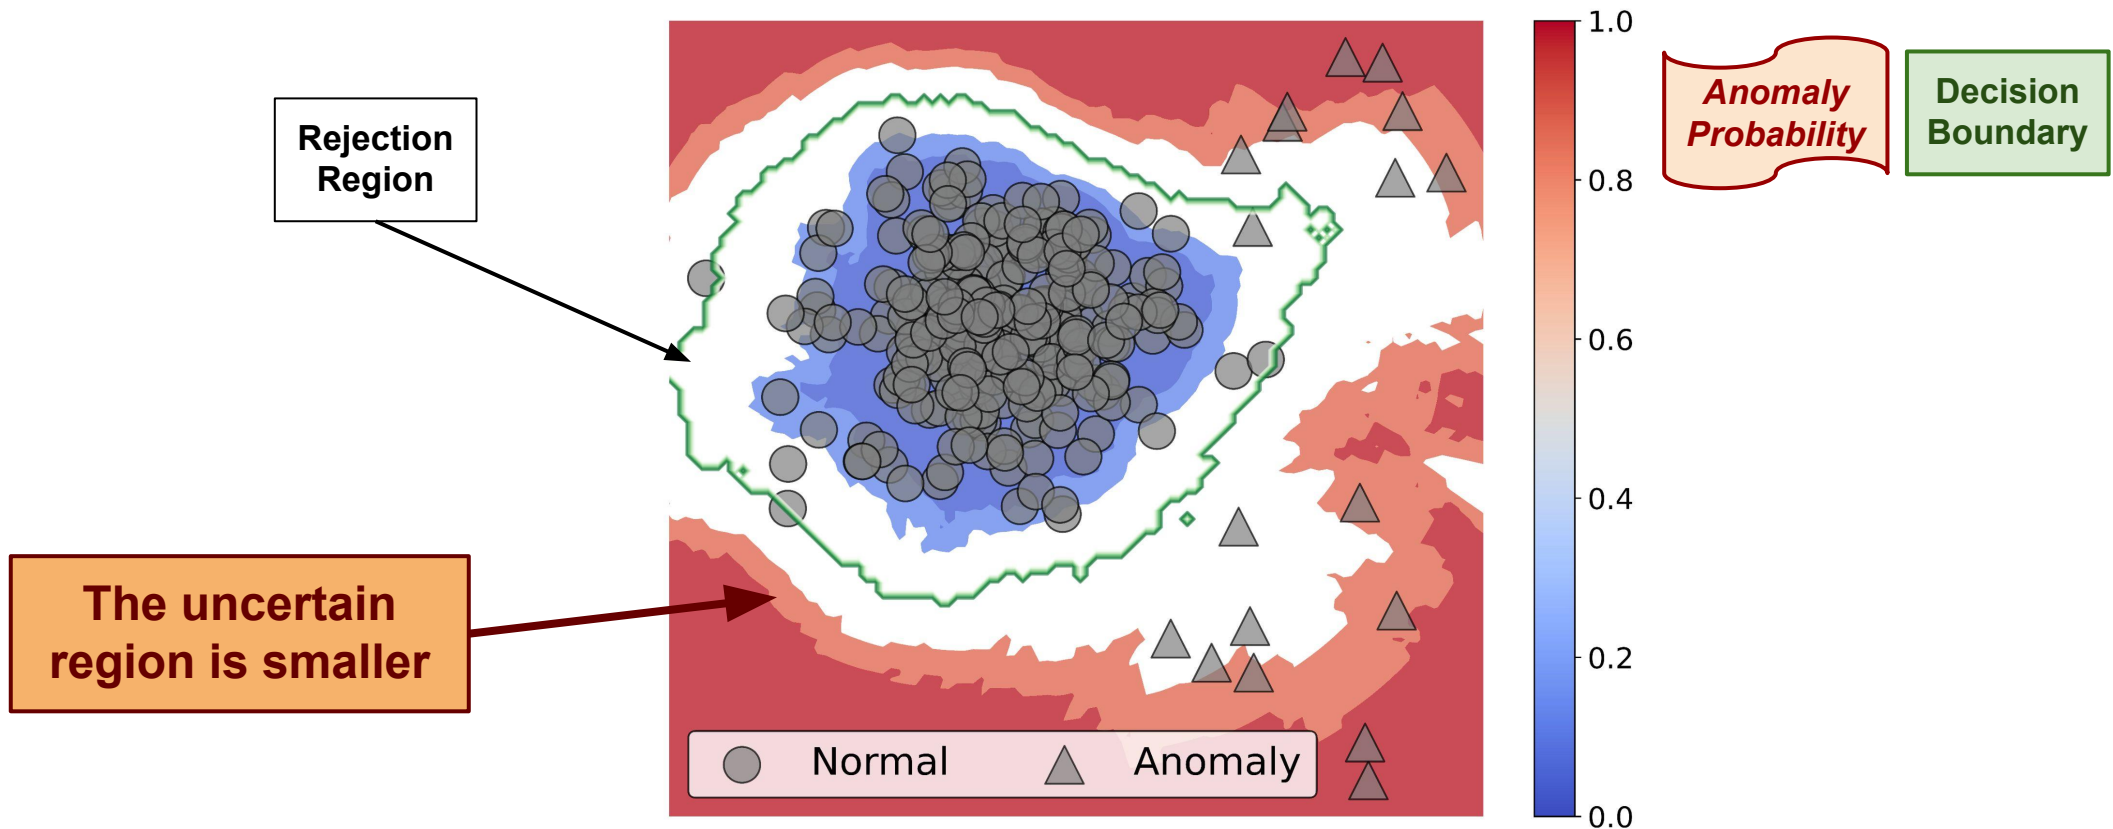 Rejection
Region
The uncertain
region is smaller
Normal
Anomaly
1.0
0.8
0.6
0.4
0.2
0.0
Anomaly
Probability
Decision
Boundary